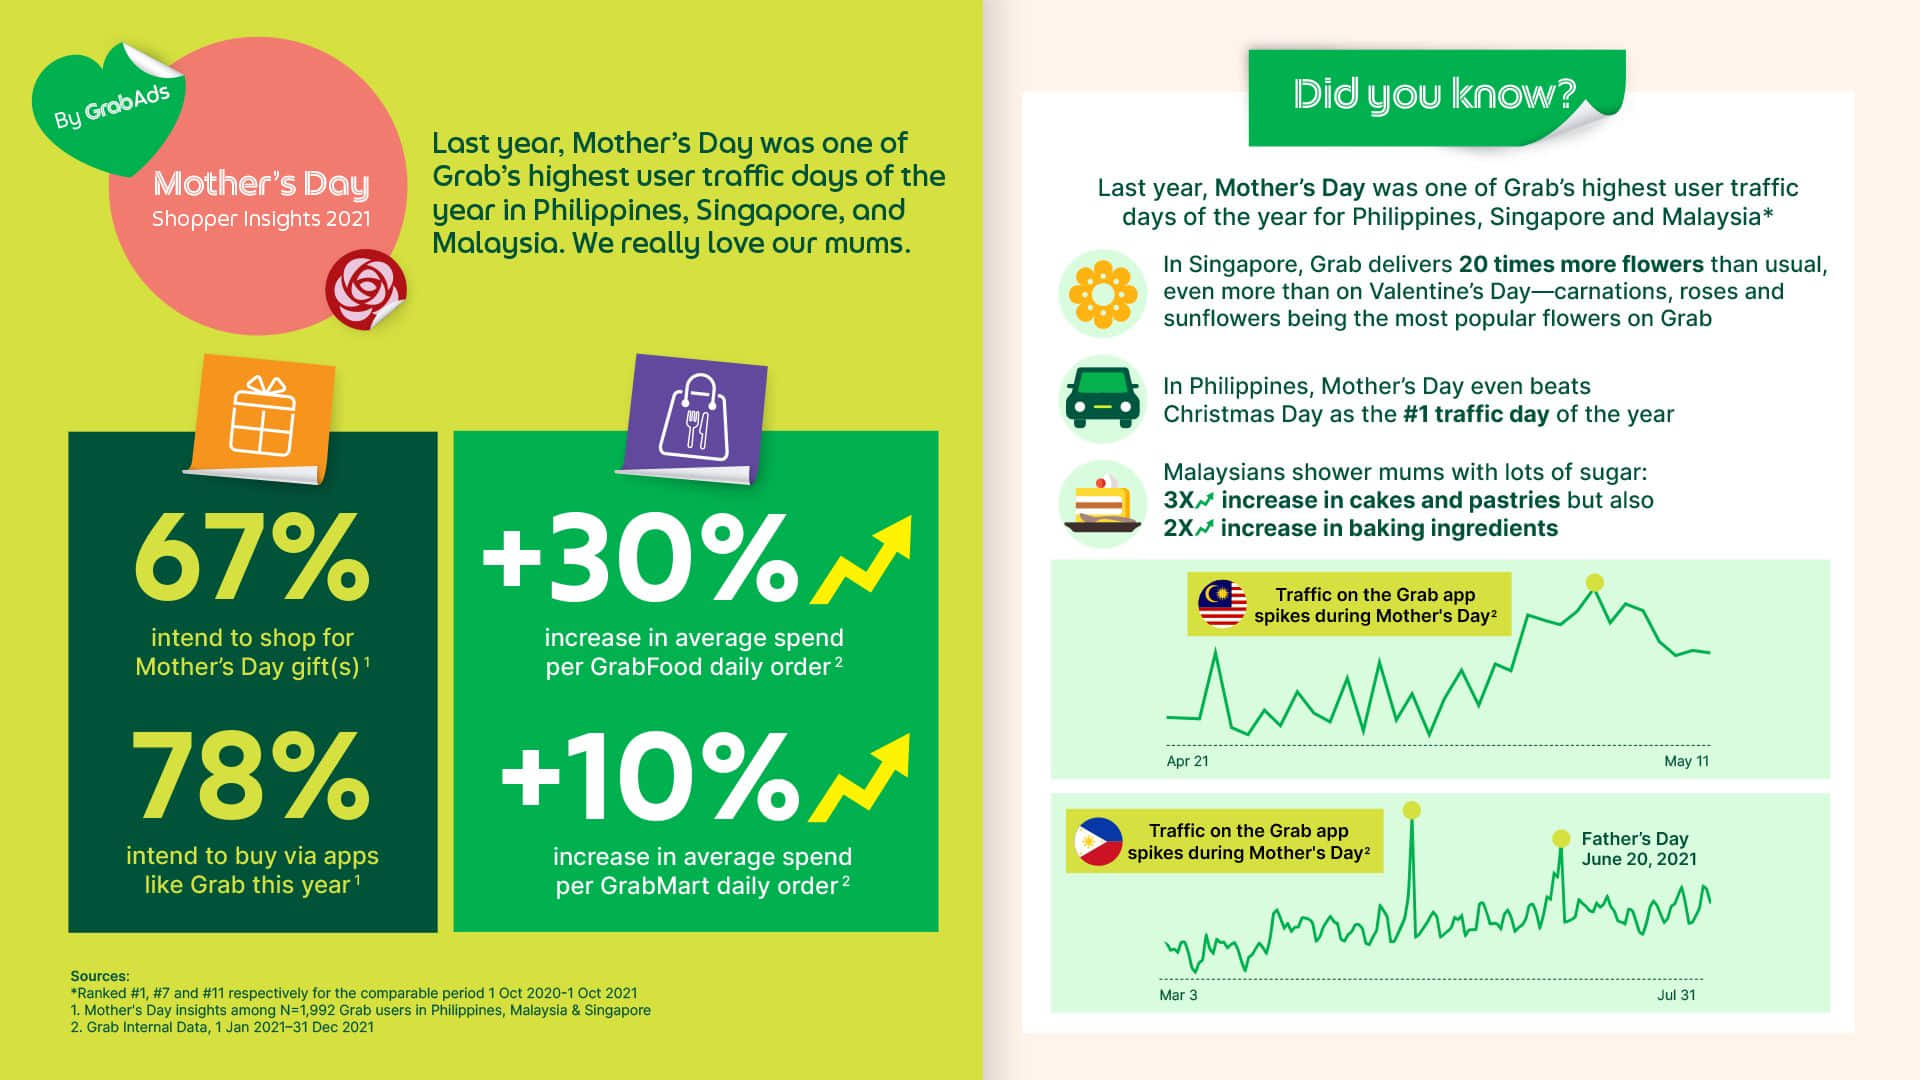 By GrabAds
Mother's Day
Shopper Insights 2021
Last year, Mother's Day was one of
Grab's highest user traffic days of the
year in Philippines, Singapore, and
Malaysia. We really love our mums.
67%
intend to shop for
Mother's Day gift(s)¹
78%
intend to buy via apps
like Grab this year¹
+30%
increase in average spend
per GrabFood daily order²
+10%
increase in average spend
per GrabMart daily order²
Sources:
*Ranked #1, #7 and #11 respectively for the comparable period 1 Oct 2020-1 Oct 2021
1. Mother's Day insights among N=1,992 Grab users in Philippines, Malaysia & Singapore
2. Grab Internal Data, 1 Jan 2021–31 Dec 2021
Did you know?
Last year, Mother's Day was one of Grab's highest user traffic
days of the year for Philippines, Singapore and Malaysia*
In Singapore, Grab delivers 20 times more flowers than usual,
even more than on Valentine's Day—carnations, roses and
sunflowers being the most popular flowers on Grab
In Philippines, Mother's Day even beats
Christmas Day as the #1 traffic day of the year
Malaysians shower mums with lots of sugar:
3X increase in cakes and pastries but also
2X increase in baking ingredients
Traffic on the Grab app
spikes during Mother's Day²
Apr 21
May 11
Traffic on the Grab app
spikes during Mother's Day²
Father's Day
June 20, 2021
Mar 3
Jul 31